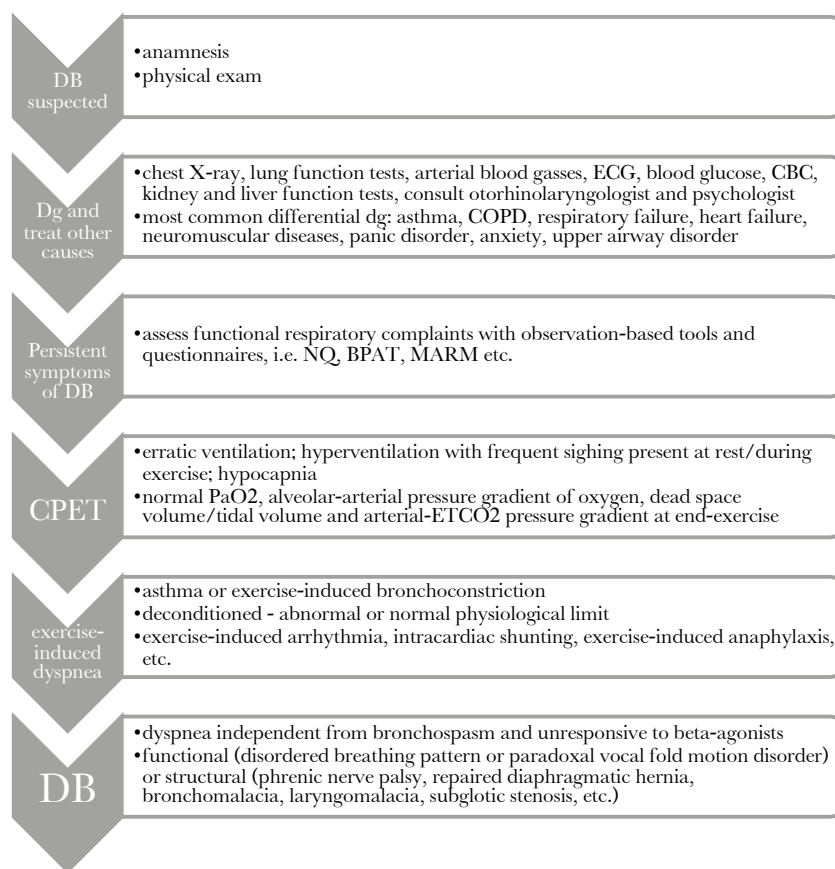 DB
suspected
•anamnesis
•physical exam
Dg and
treat other
causes
•chest X-ray, lung function tests, arterial blood gasses, ECG, blood glucose, CBC,
kidney and liver function tests, consult otorhinolaryngologist and psychologist
•most common differential dg: asthma, COPD, respiratory failure, heart failure,
neuromuscular diseases, panic disorder, anxiety, upper airway disorder
Persistent
symptoms
of DB
•assess functional respiratory complaints with observation-based tools and
questionnaires, i.e. NQ, BPAT, MARM etc.
CPET
•erratic ventilation; hyperventilation with frequent sighing present at rest/during
exercise; hypocapnia
•normal PaO2, alveolar-arterial pressure gradient of oxygen, dead space
volume/tidal volume and arterial-ETCO2 pressure gradient at end-exercise
exercise-
induced
dyspnea
•asthma or exercise-induced bronchoconstriction
•deconditioned - abnormal or normal physiological limit
•exercise-induced arrhythmia, intracardiac shunting, exercise-induced anaphylaxis,
etc.
DB
•dyspnea independent from bronchospasm and unresponsive to beta-agonists
•functional (disordered breathing pattern or paradoxal vocal fold motion disorder)
or structural (phrenic nerve palsy, repaired diaphragmatic hernia,
bronchomalacia, laryngomalacia, subglotic stenosis, etc.)